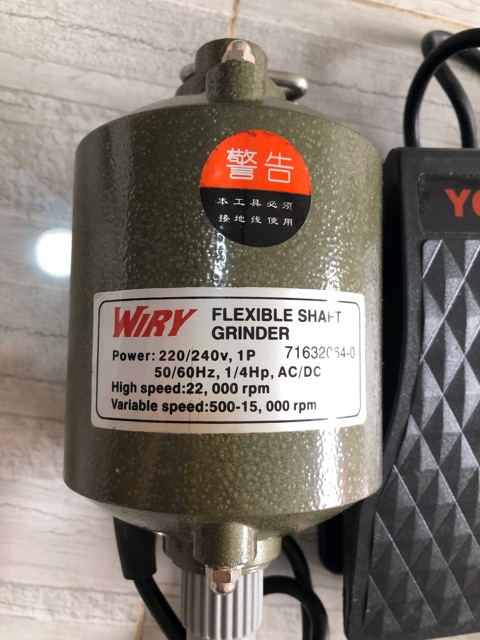 警告
本工具必须
接地线使用
WIRY FLEXIBLE SHAFT
GRINDER
Power: 220/240v, 1P 71632064-0
50/60Hz, 1/4Hp, AC/DC
High speed:22, 000 rpm
Variable speed:500-15, 000 rpm